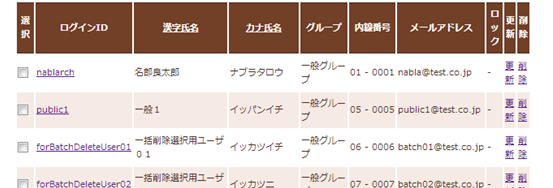 選択 ログインID 漢字氏名 カナ氏名 グループ 内線番号 メールアドレス ロック 更新 削除
nablarch 名部良太郎 ナブラタロウ 一般グループ 01 - 0001 nabla@test.co.jp - 更新 削除
public1 一般１ イッパンイチ 一般グループ 05 - 0005 public1@test.co.jp - 更新 削除
forBatchDeleteUser01 一括削除選択用ユーザ０１ イッカツイチ 一般グループ 06 - 0006 batch01@test.co.jp - 更新 削除
forBatchDeleteUser02 一括削除選択用ユーザ イッカツニ 一般グルー 07 - 0007 batch02@test.co.jp - 更